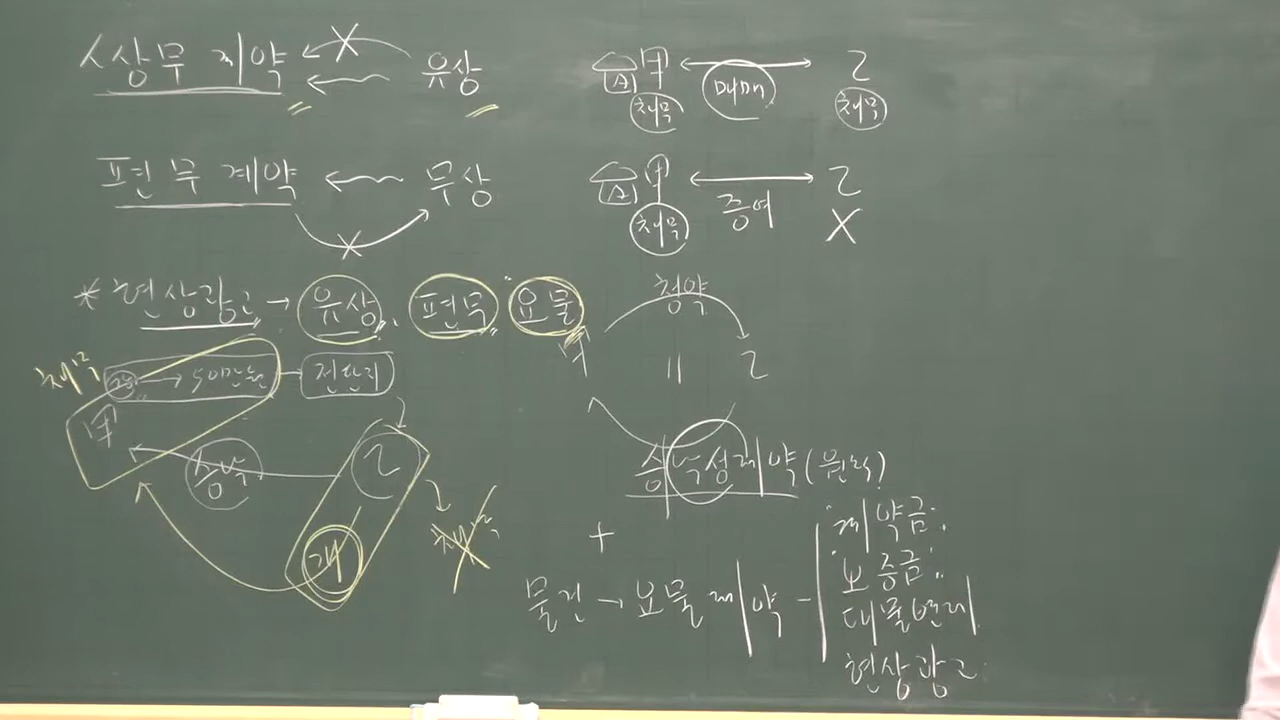 쌍무 계약 유상
편무 계약 무상
* 현상광고 → 유상, 편무 요물
50만원 전단지
甲
승낙
乙
개
甲 매매 乙
채무 채무
甲 증여 乙
채무 X
청약
甲 = 乙
승낙성계약 (원칙)
+
물건 → 요물계약 -
계약금.
보증금.
대물변제
현상광고.